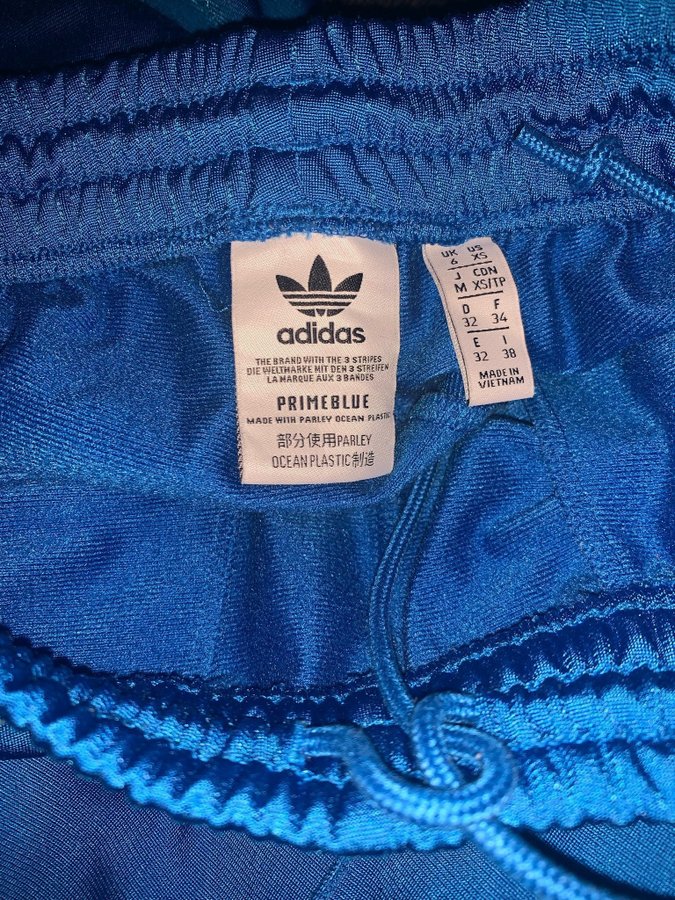 adidas
THE BRAND WITH THE 3 STRIPES
DIE WELTMARKE MIT DEN 3 STREIFEN
LA MARQUE AUX 3 BANDES
PRIMEBLUE
MADE WITH PARLEY OCEAN PLASTIC
部分使用PARLEY
OCEAN PLASTIC制造
UK US
6 XS
J CDN
M XS/TP
D F
32 34
E I
32 38
MADE IN
VIETNAM